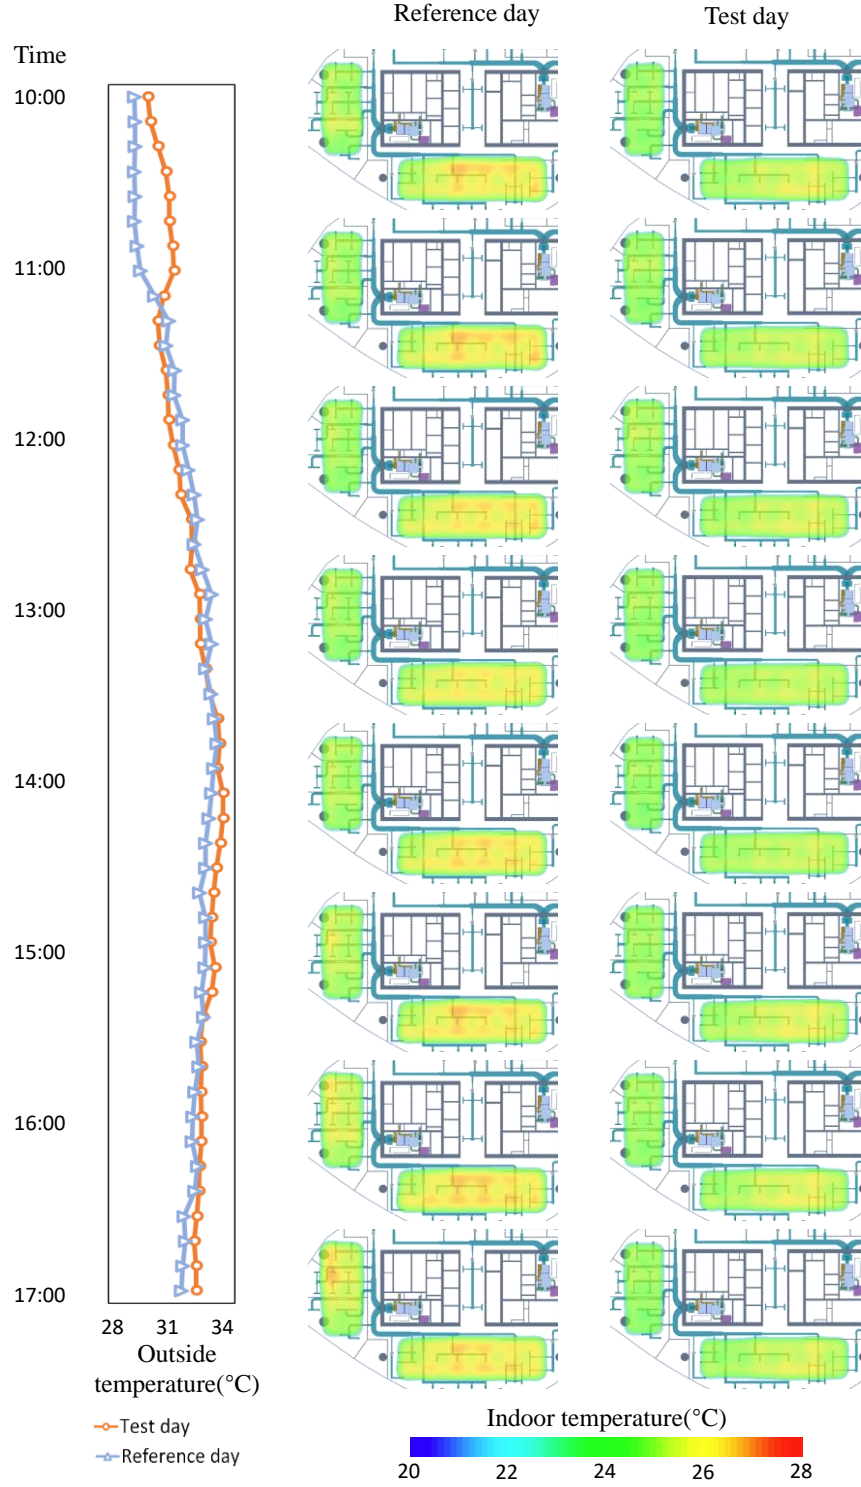 Reference day
Test day
Time
10:00
11:00
12:00
13:00
14:00
15:00
16:00
17:00
28 31 34
Outside
temperature(°C)
Test day
Reference day
Indoor temperature(°C)
20 22 24 26 28